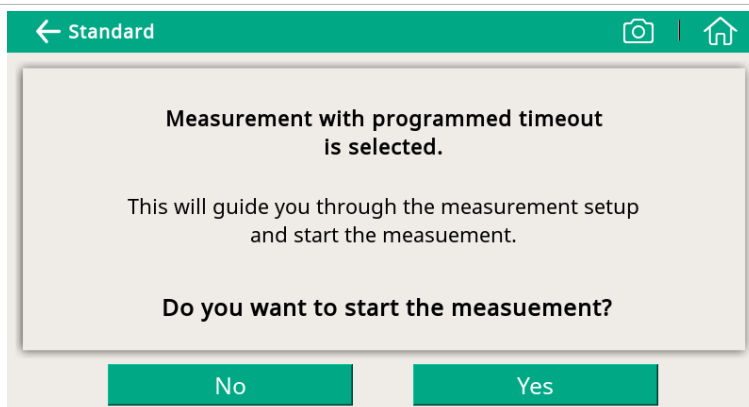 Standard
Measurement with programmed timeout
is selected.
This will guide you through the measurement setup
and start the measuement.
Do you want to start the measuement?
No
Yes